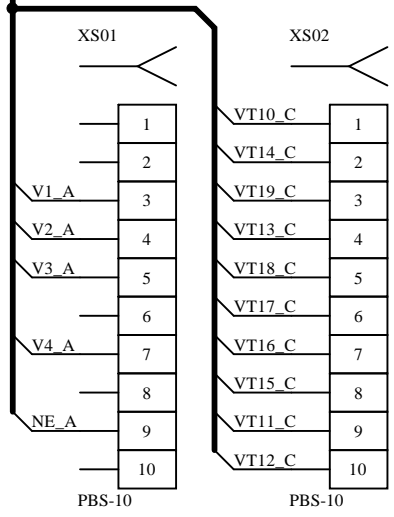 XS01 XS02
1 VT10_C 1
2 VT14_C 2
V1_A 3 VT19_C 3
V2_A 4 VT13_C 4
V3_A 5 VT18_C 5
6 VT17_C 6
V4_A 7 VT16_C 7
8 VT15_C 8
NE_A 9 VT11_C 9
10 VT12_C 10
PBS-10 PBS-10